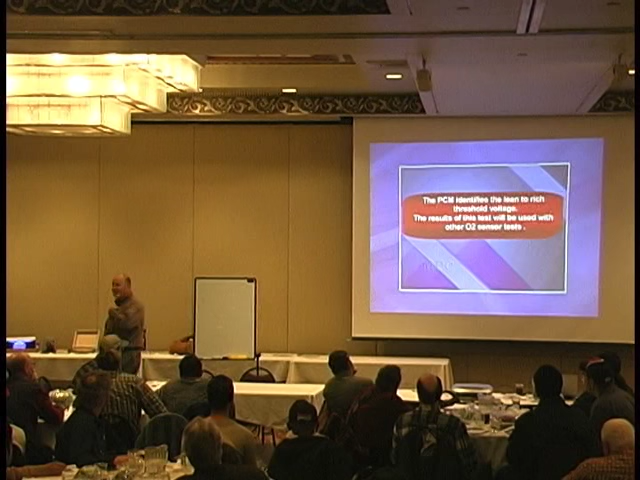 The PCM identifies the lean to rich
threshold voltage.
The results of this test will be used with
other O2 sensor tests .